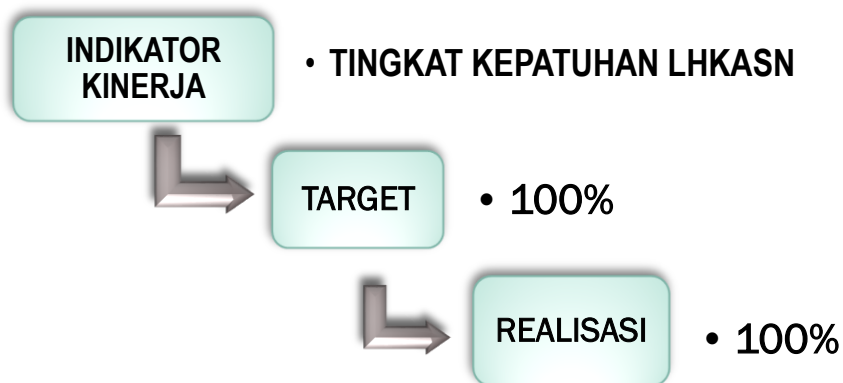 INDIKATOR
KINERJA
• TINGKAT KEPATUHAN LHKASN
TARGET
• 100%
REALISASI
• 100%